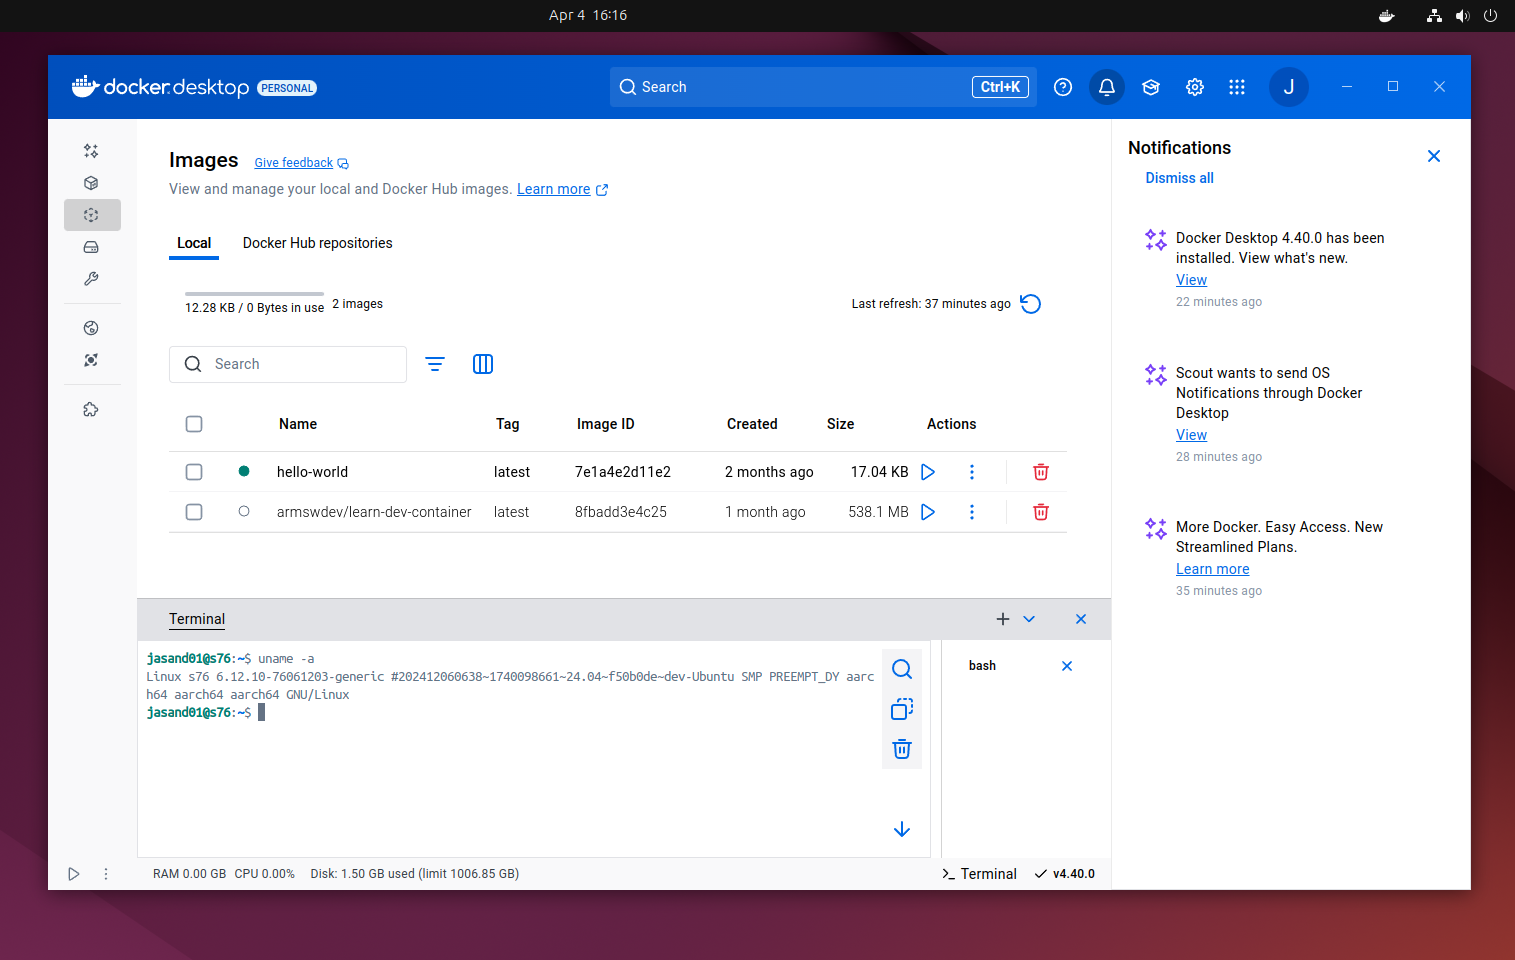 Apr 4 16:16
docker.desktop PERSONAL
Search Ctrl+K
J
Images Give feedback
View and manage your local and Docker Hub images. Learn more
Local Docker Hub repositories
12.28 KB / 0 Bytes in use 2 images Last refresh: 37 minutes ago
Search
Name Tag Image ID Created Size Actions
hello-world latest 7e1a4e2d11e2 2 months ago 17.04 KB
armswdev/learn-dev-container latest 8fbadd3e4c25 1 month ago 538.1 MB
Terminal
jasand01@s76:~$ uname -a
Linux s76 6.12.10-76061203-generic #202412060638~1740098661~24.04~f50b0de~dev-Ubuntu SMP PREEMPT_DY aarc
h64 aarch64 aarch64 GNU/Linux
jasand01@s76:~$
bash
Notifications
Dismiss all
Docker Desktop 4.40.0 has been
installed. View what's new.
View
22 minutes ago
Scout wants to send OS
Notifications through Docker
Desktop
View
28 minutes ago
More Docker. Easy Access. New
Streamlined Plans.
Learn more
35 minutes ago
RAM 0.00 GB CPU 0.00% Disk: 1.50 GB used (limit 1006.85 GB) Terminal v4.40.0